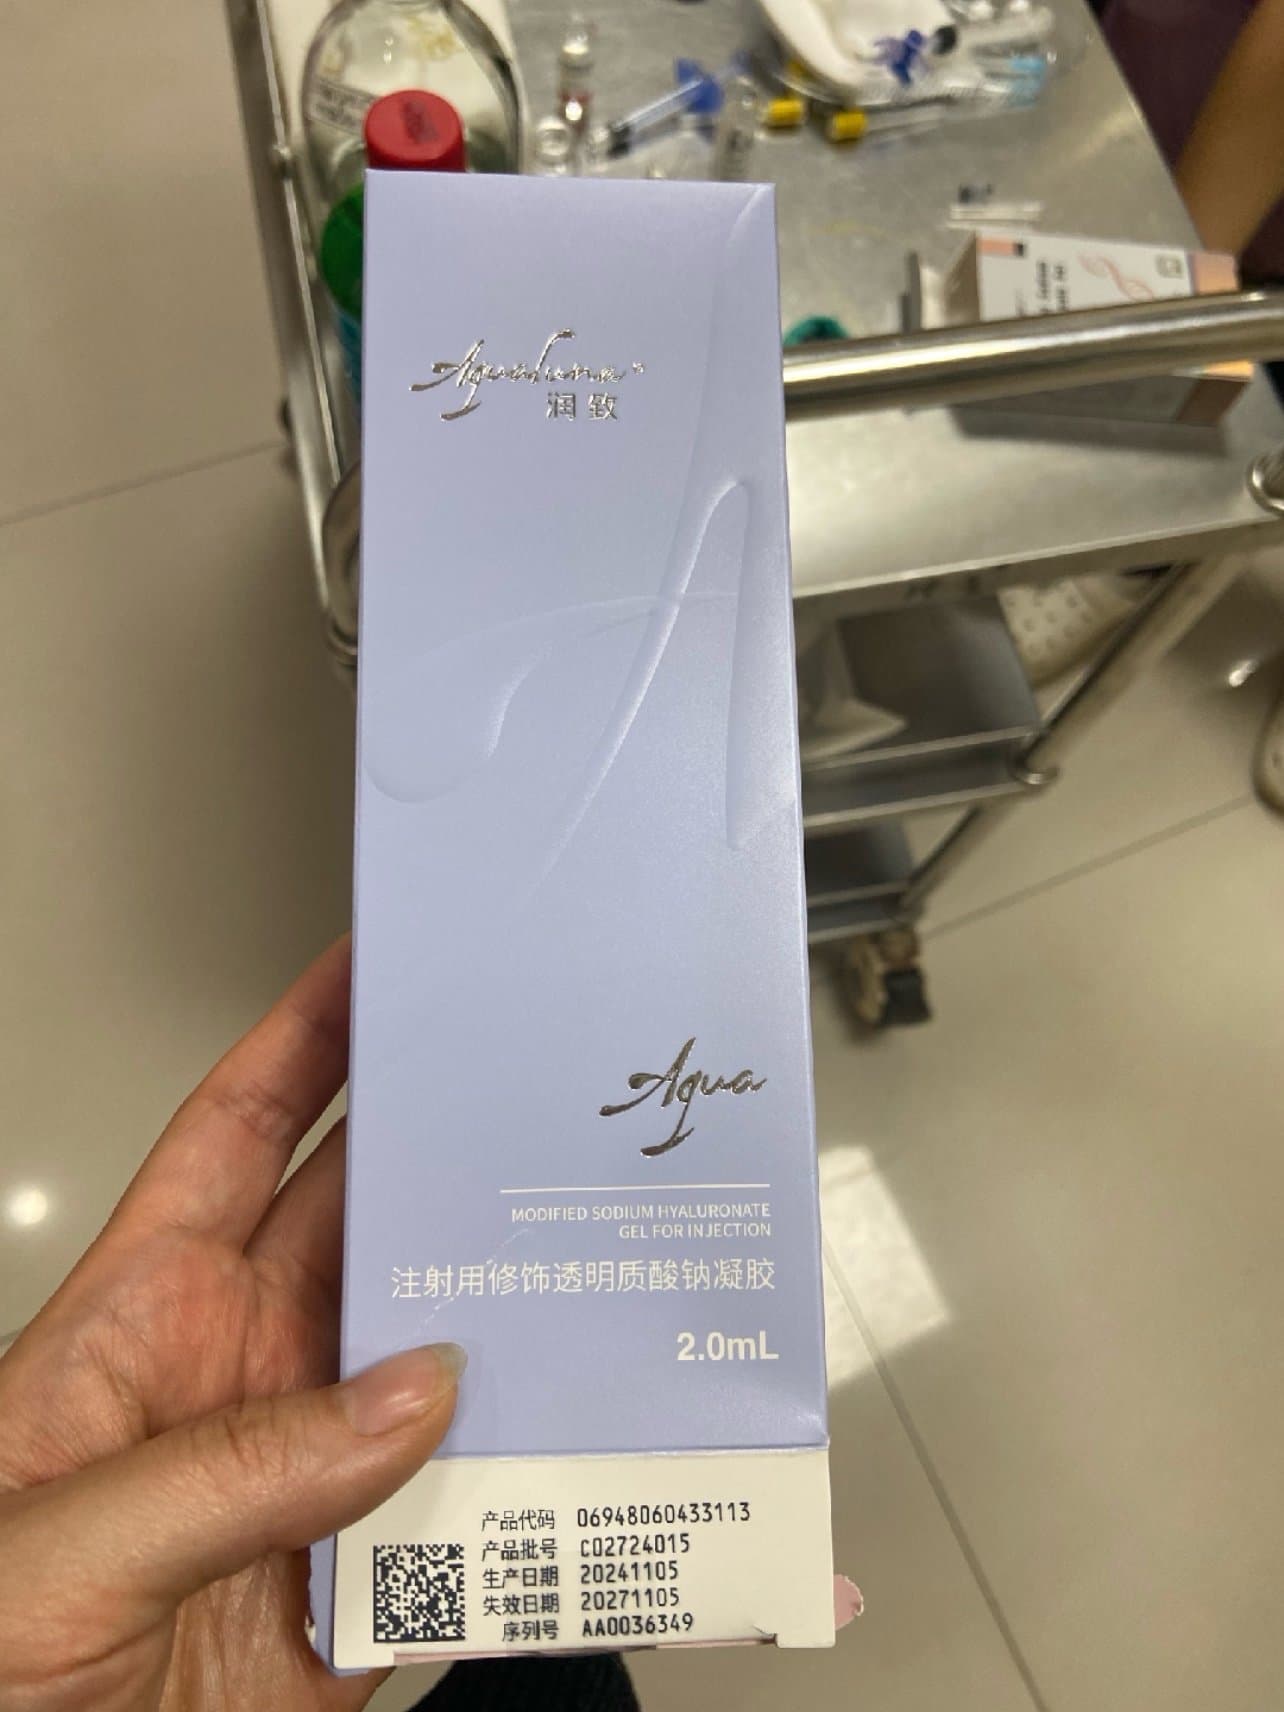 Aqualuna
润致
Aqua
MODIFIED SODIUM HYALURONATE
GEL FOR INJECTION
注射用修饰透明质酸钠凝胶
2.0mL
产品代码 06948060433113
产品批号 C02724015
生产日期 20241105
失效日期 20271105
序列号 AA0036349